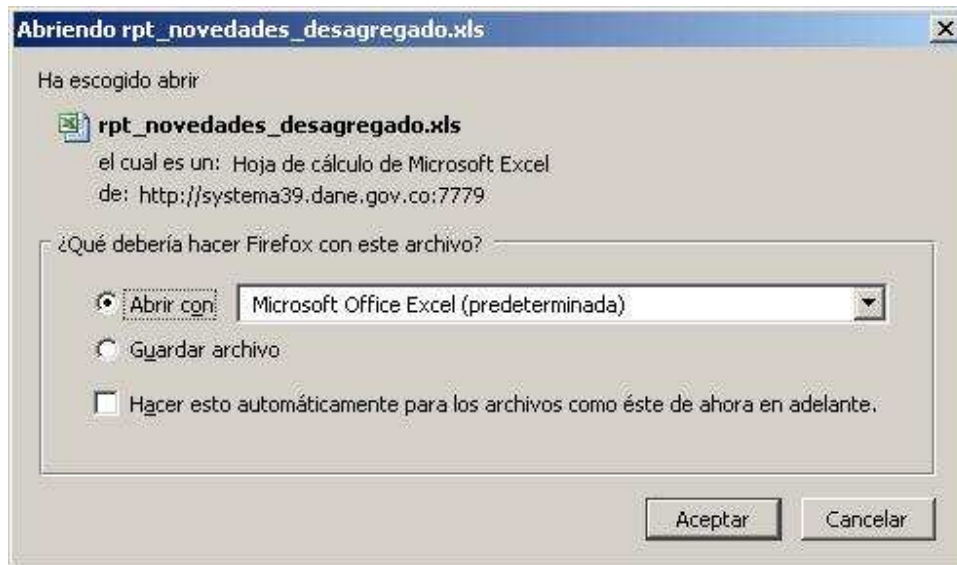 Abriendo rpt_novedades_desagregado.xls
Ha escogido abrir
rpt_novedades_desagregado.xls
el cual es un: Hoja de cálculo de Microsoft Excel
de: http://systema39.dane.gov.co:7779
¿Qué debería hacer Firefox con este archivo?
Abrir con Microsoft Office Excel (predeterminada)
Guardar archivo
Hacer esto automáticamente para los archivos como éste de ahora en adelante.
Aceptar Cancelar